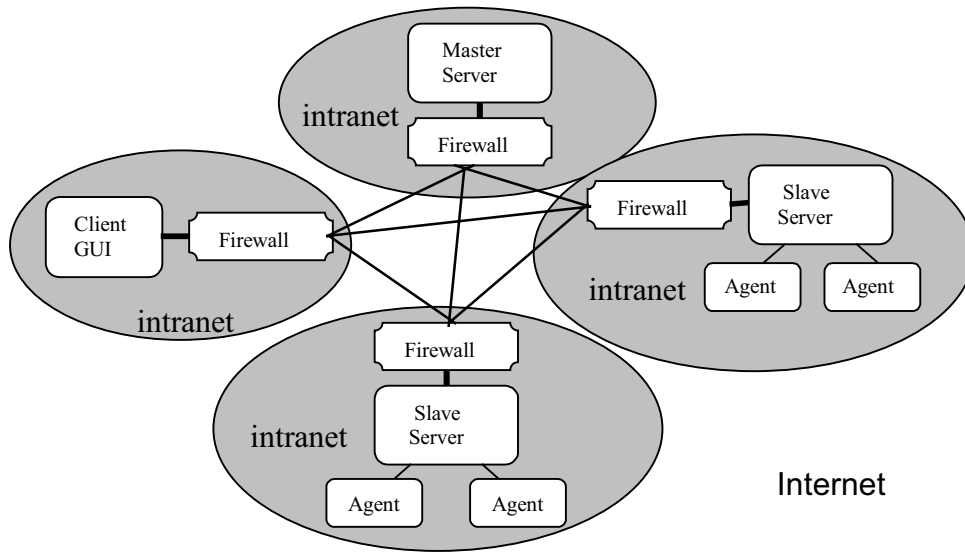 Master
Server
intranet
Firewall
Client
GUI
Firewall
intranet
Firewall
Slave
Server
intranet
Agent
Agent
Firewall
intranet
Slave
Server
Agent
Agent
Internet